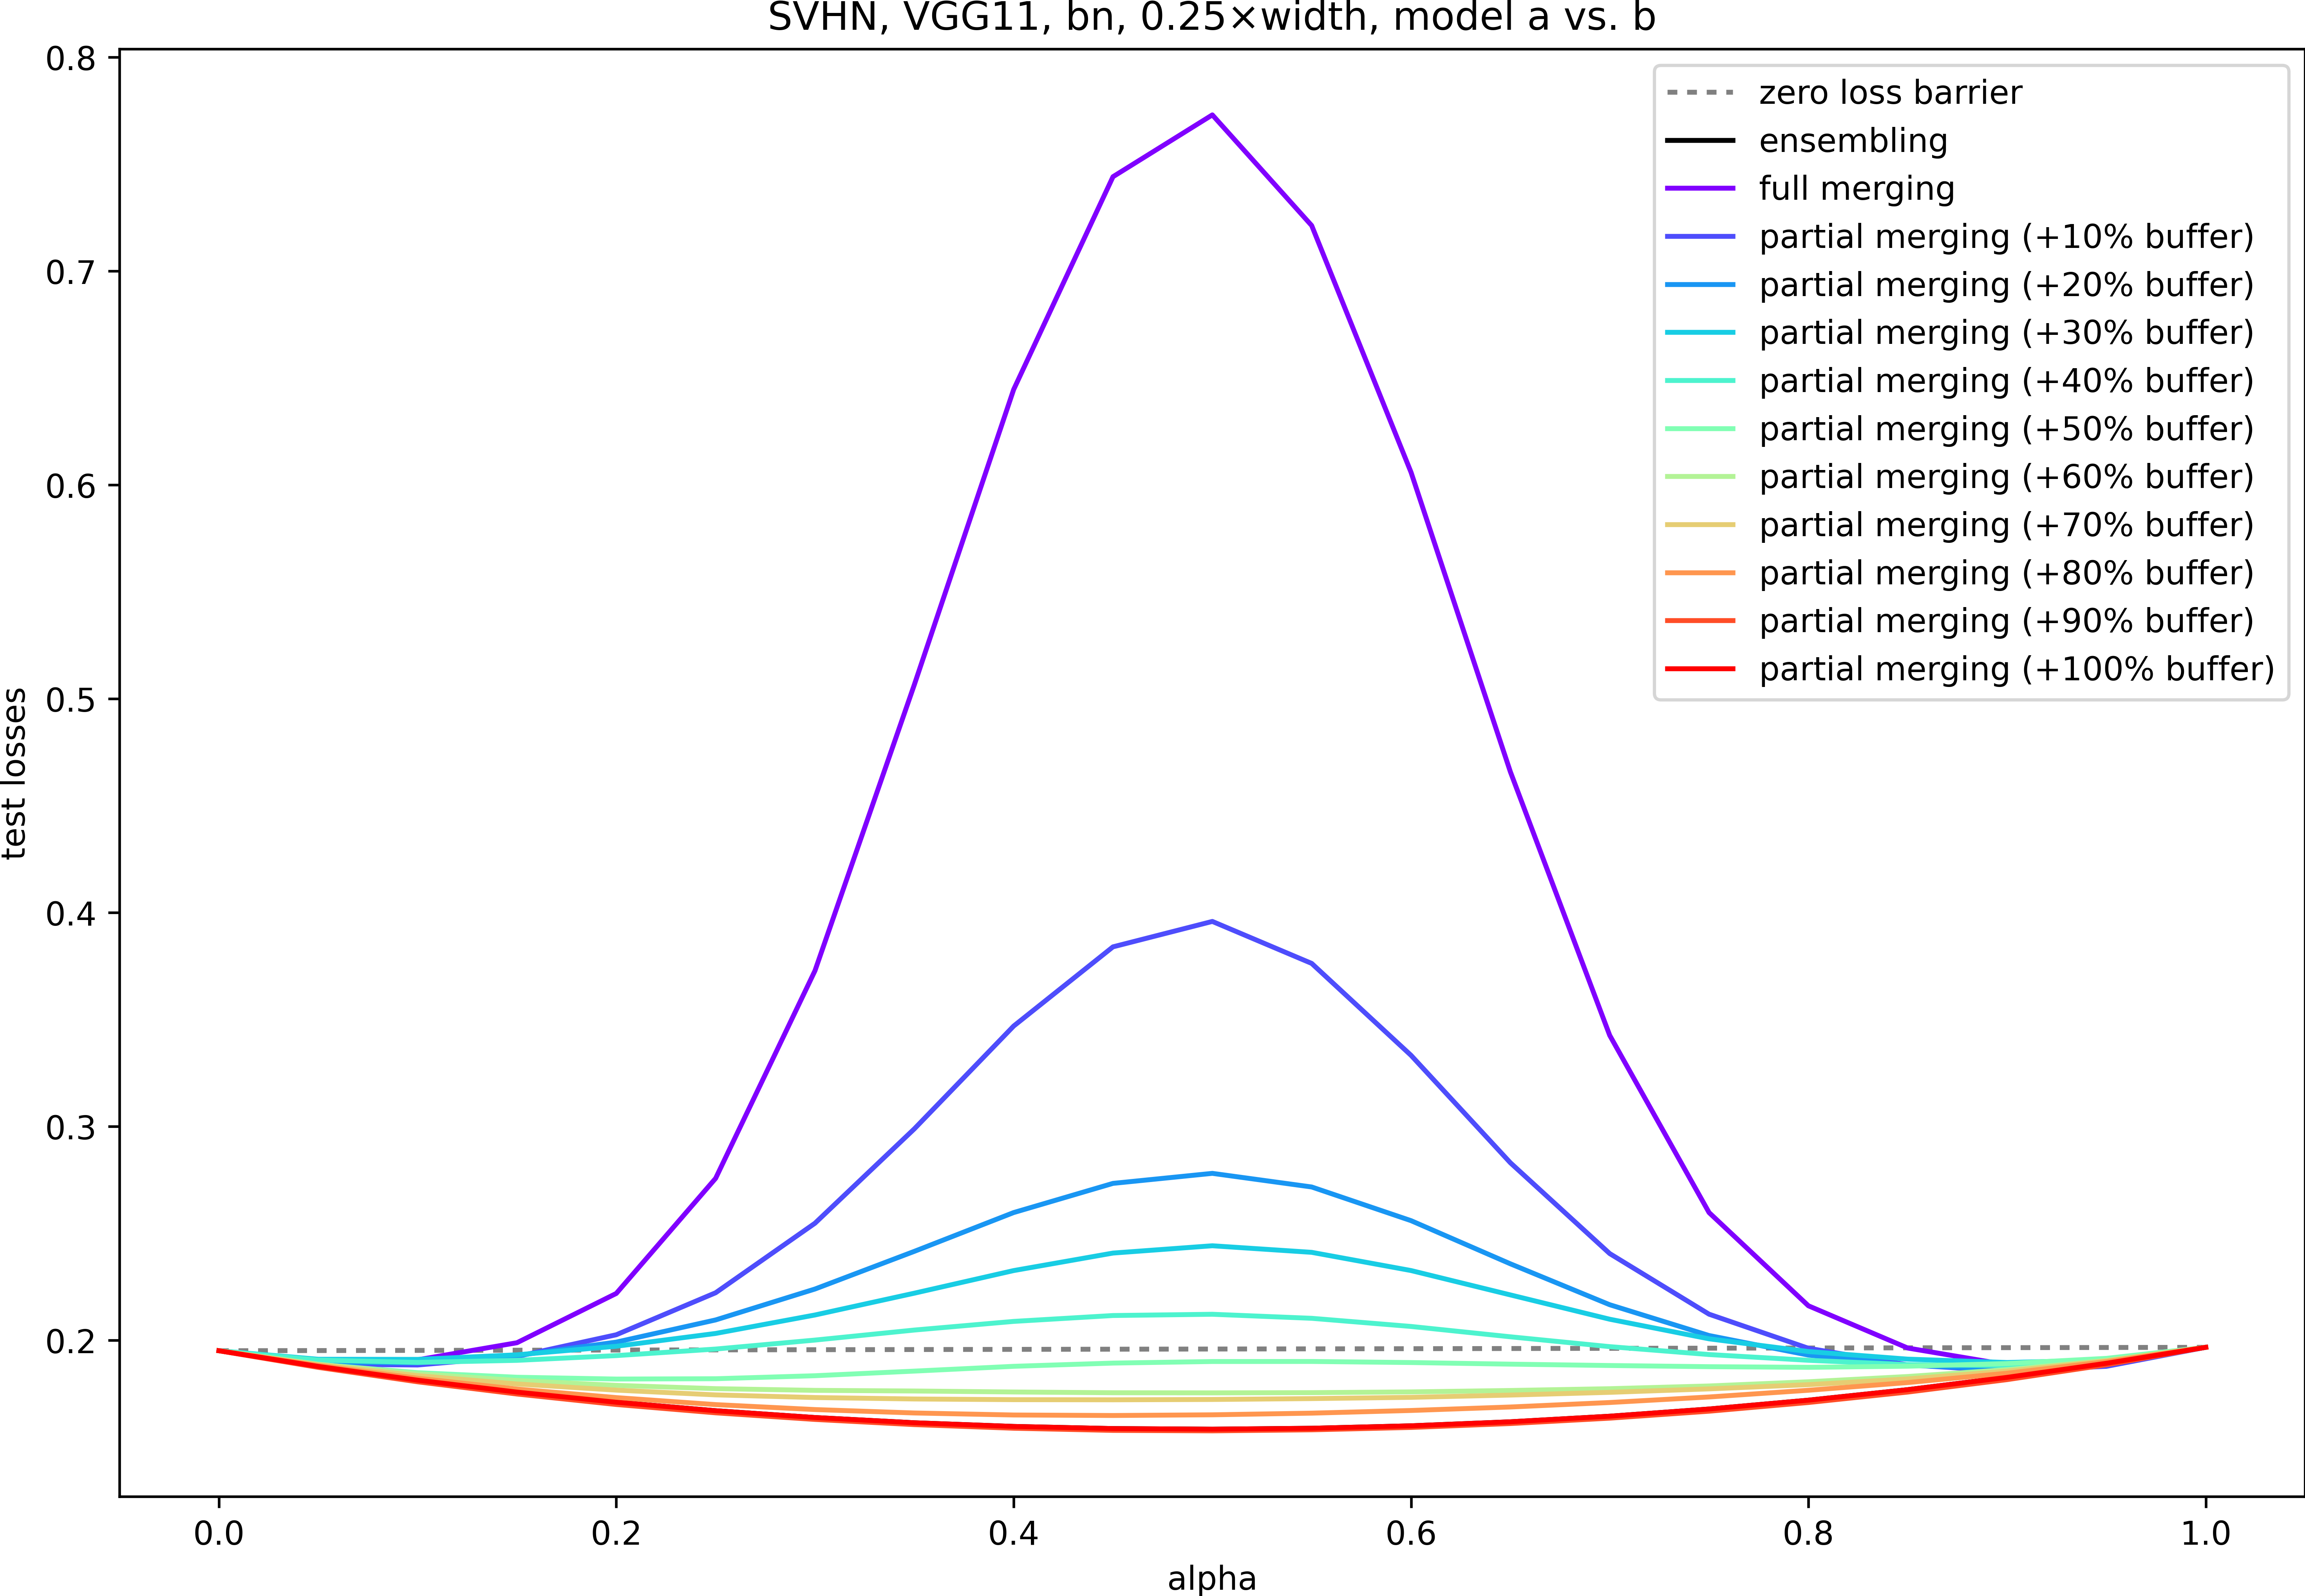 SVHN, VGG11, bn, 0.25×width, model a vs. b
0.8
0.7
0.6
0.5
0.4
0.3
0.2
test losses
zero loss barrier
ensembling
full merging
partial merging (+10% buffer)
partial merging (+20% buffer)
partial merging (+30% buffer)
partial merging (+40% buffer)
partial merging (+50% buffer)
partial merging (+60% buffer)
partial merging (+70% buffer)
partial merging (+80% buffer)
partial merging (+90% buffer)
partial merging (+100% buffer)
0.0 0.2 0.4 0.6 0.8 1.0
alpha